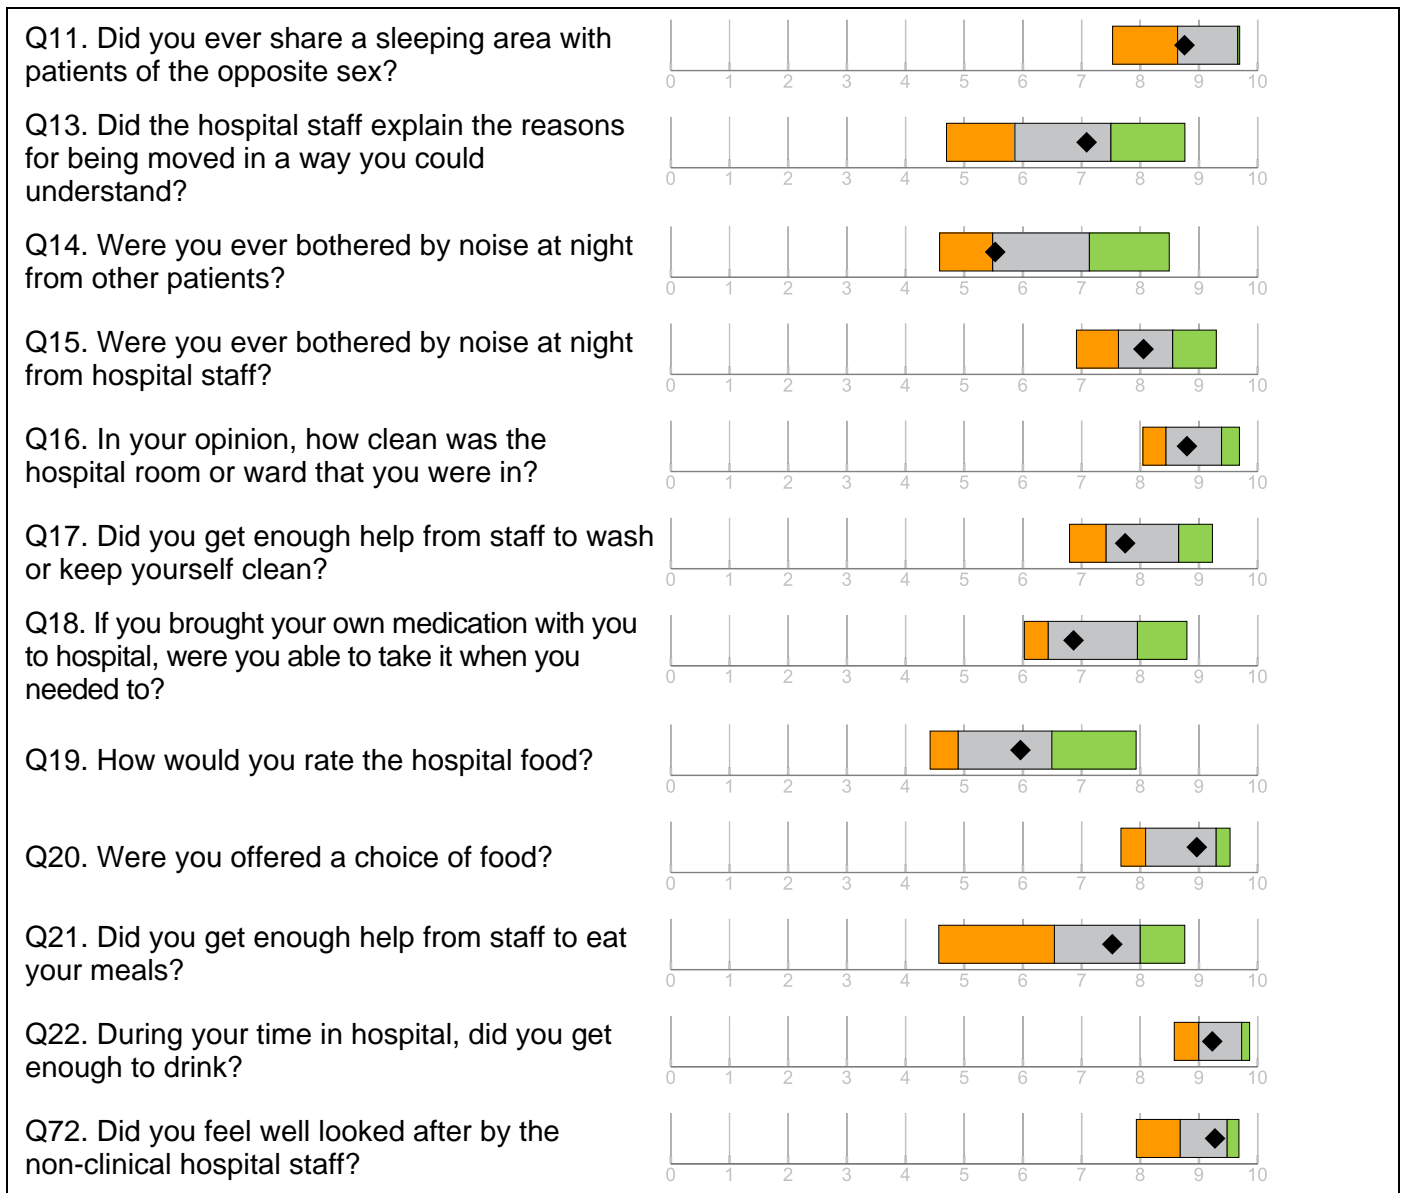 Q11. Did you ever share a sleeping area with
patients of the opposite sex?
0 1 2 3 4 5 6 7 8 9 10
Q13. Did the hospital staff explain the reasons
for being moved in a way you could
understand?
0 1 2 3 4 5 6 7 8 9 10
Q14. Were you ever bothered by noise at night
from other patients?
0 1 2 3 4 5 6 7 8 9 10
Q15. Were you ever bothered by noise at night
from hospital staff?
0 1 2 3 4 5 6 7 8 9 10
Q16. In your opinion, how clean was the
hospital room or ward that you were in?
0 1 2 3 4 5 6 7 8 9 10
Q17. Did you get enough help from staff to wash
or keep yourself clean?
0 1 2 3 4 5 6 7 8 9 10
Q18. If you brought your own medication with you
to hospital, were you able to take it when you
needed to?
0 1 2 3 4 5 6 7 8 9 10
Q19. How would you rate the hospital food?
0 1 2 3 4 5 6 7 8 9 10
Q20. Were you offered a choice of food?
0 1 2 3 4 5 6 7 8 9 10
Q21. Did you get enough help from staff to eat
your meals?
0 1 2 3 4 5 6 7 8 9 10
Q22. During your time in hospital, did you get
enough to drink?
0 1 2 3 4 5 6 7 8 9 10
Q72. Did you feel well looked after by the
non-clinical hospital staff?
0 1 2 3 4 5 6 7 8 9 10